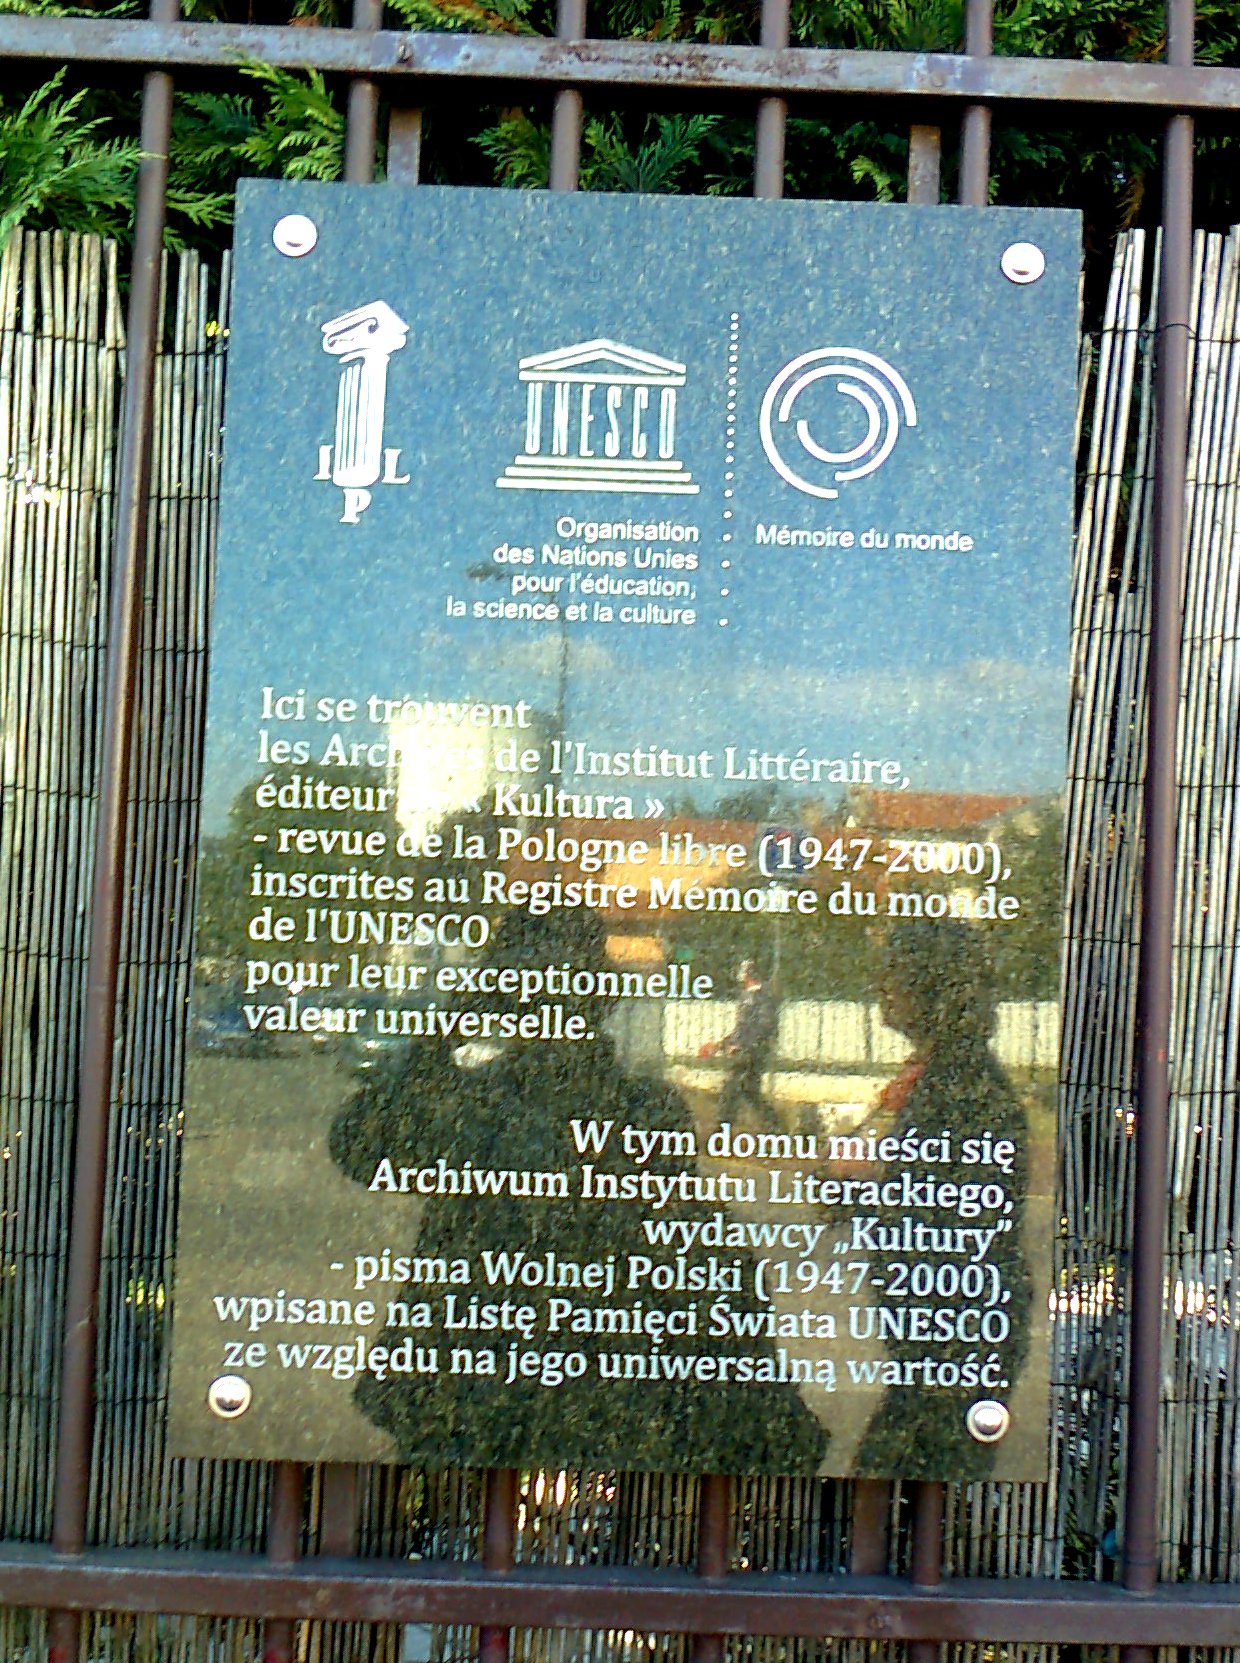 I L
P
UNESCO
Organisation
des Nations Unies
pour l'éducation,
la science et la culture
Mémoire du monde
Ici se trouvent
les Archives de l'Institut Littéraire,
éditeur de « Kultura »
- revue de la Pologne libre (1947-2000),
inscrites au Registre Mémoire du monde
de l'UNESCO
pour leur exceptionnelle
valeur universelle.
W tym domu mieści się
Archiwum Instytutu Literackiego,
wydawcy „Kultury”
- pisma Wolnej Polski (1947-2000),
wpisane na Listę Pamięci Świata UNESCO
ze względu na jego uniwersalną wartość.